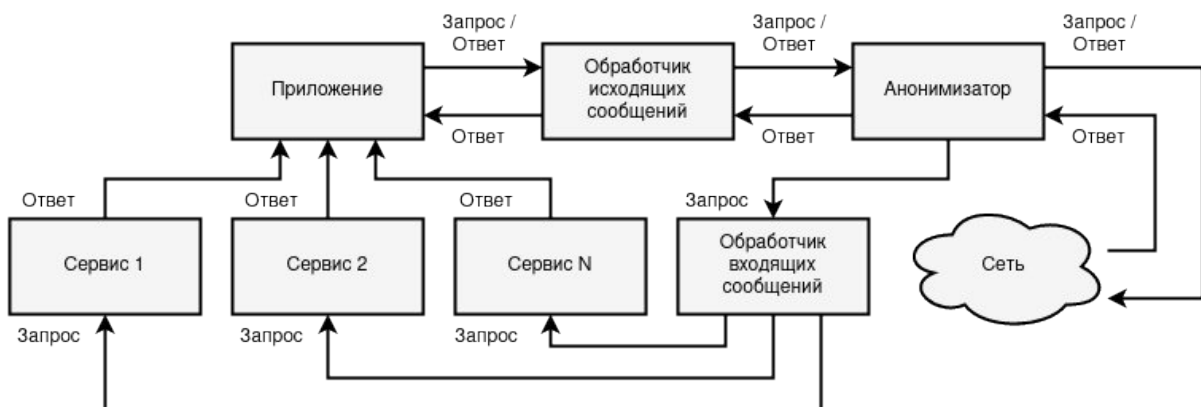 Запрос /
Ответ
Запрос /
Ответ
Запрос /
Ответ
Приложение
Обработчик
исходящих
сообщений
Анонимизатор
Ответ
Ответ
Ответ
Ответ
Ответ
Ответ
Запрос
Сервис 1
Сервис 2
Сервис N
Обработчик
входящих
сообщений
Сеть
Запрос
Запрос
Запрос